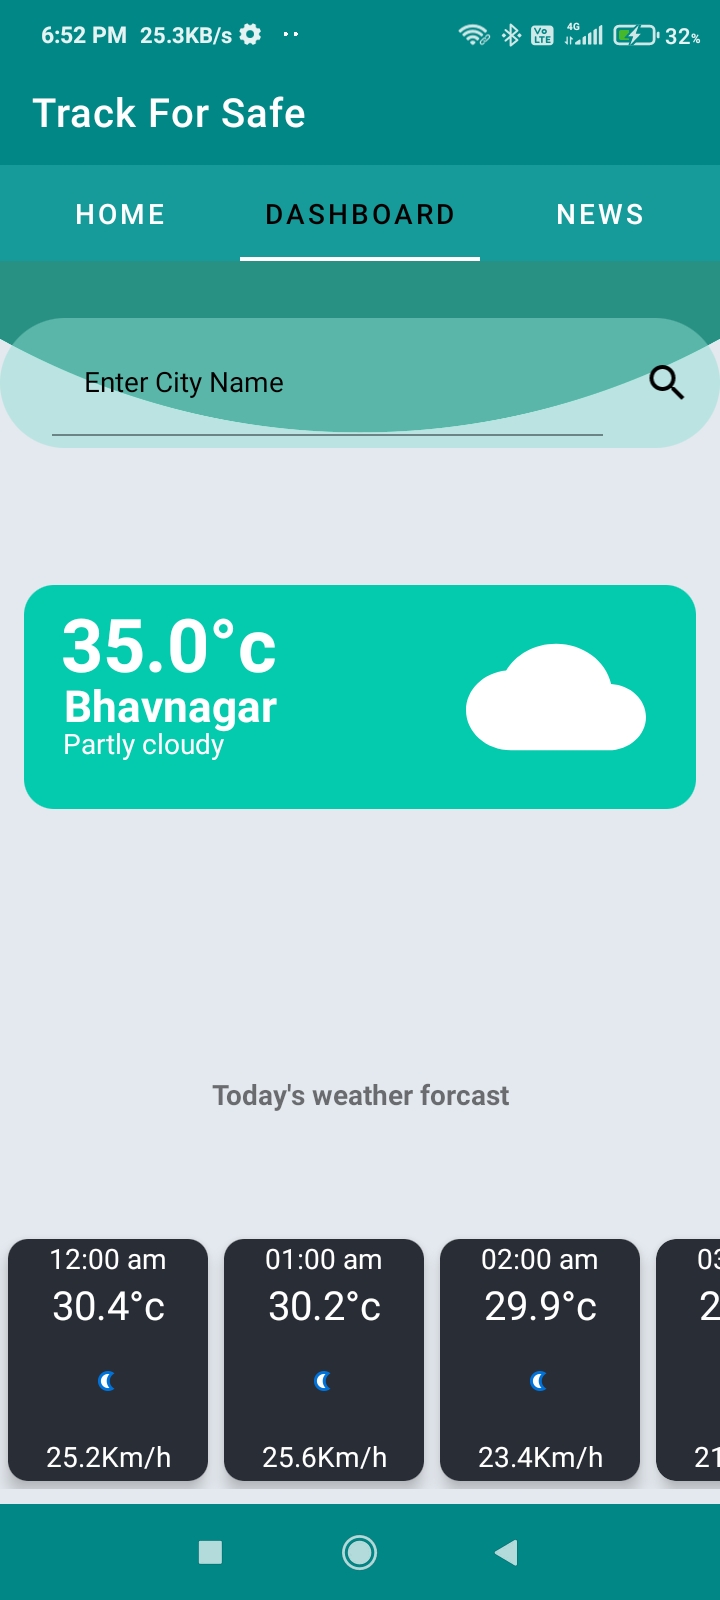 6:52 PM 25.3KB/s
Vo LTE 4G 32%
Track For Safe
HOME DASHBOARD NEWS
Enter City Name
35.0°c
Bhavnagar
Partly cloudy
Today's weather forcast
12:00 am 01:00 am 02:00 am 03
30.4°c 30.2°c 29.9°c 2
25.2Km/h 25.6Km/h 23.4Km/h 21